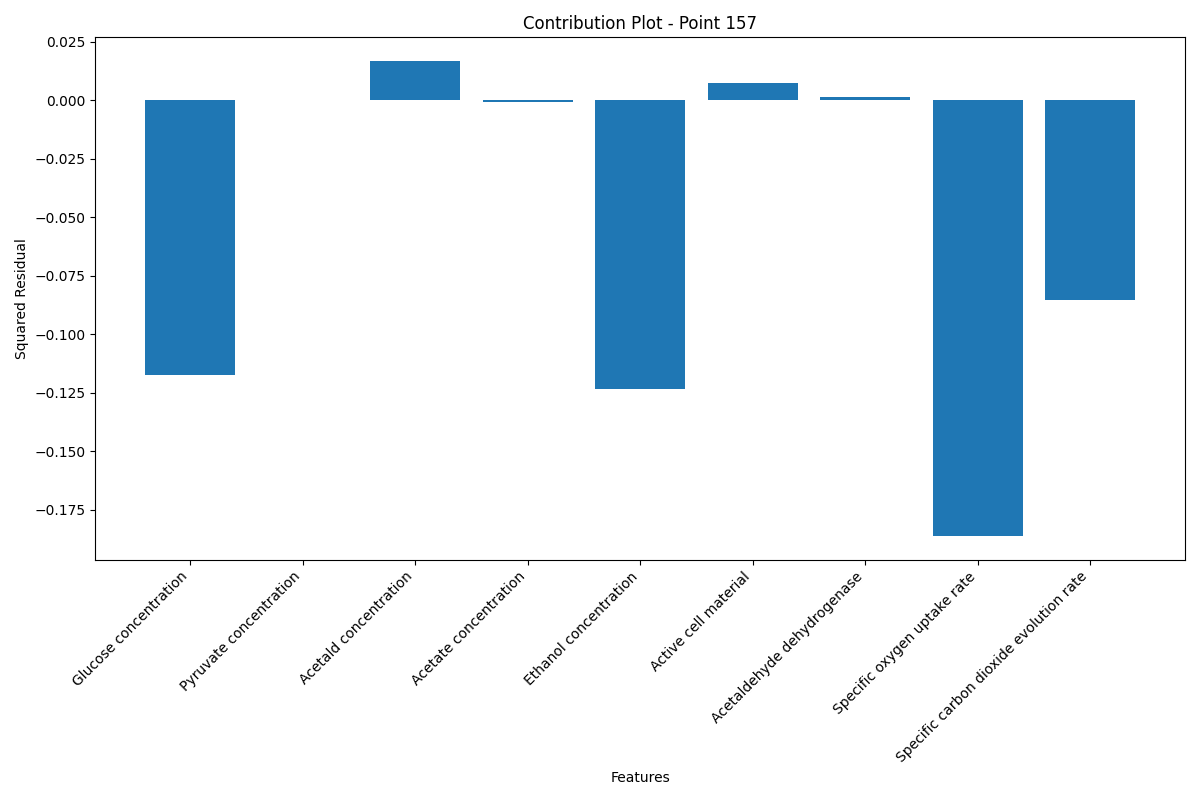 Contribution Plot - Point 157
0.025
0.000
−0.025
−0.050
−0.075
−0.100
−0.125
−0.150
−0.175
Squared Residual
Glucose concentration
Pyruvate concentration
Acetald concentration
Acetate concentration
Ethanol concentration
Active cell material
Acetaldehyde dehydrogenase
Specific oxygen uptake rate
Specific carbon dioxide evolution rate
Features